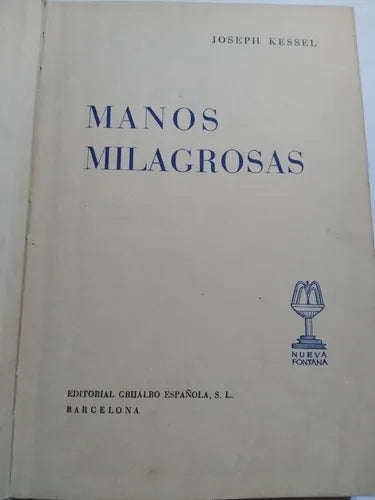 JOSEPH KESSEL
MANOS
MILAGROSAS
NUEVA
FONTANA
EDITORIAL GRIJALBO ESPAÑOLA, S. L.
BARCELONA